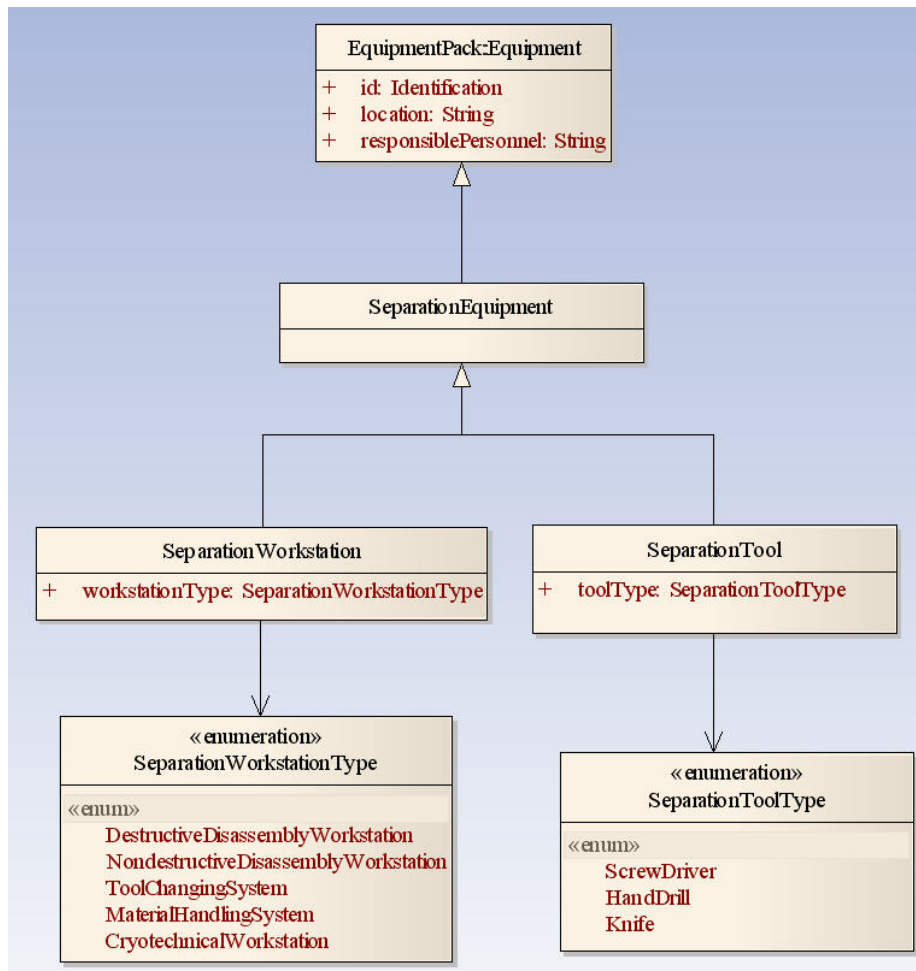 EquipmentPack::Equipment
+ id: Identification
+ location: String
+ responsiblePersonnel: String
SeparationEquipment
SeparationWorkstation
+ workstationType: SeparationWorkstationType
SeparationTool
+ toolType: SeparationToolType
«enumeration»
SeparationWorkstationType
«enum»
DestructiveDisassemblyWorkstation
NondestructiveDisassemblyWorkstation
ToolChangingSystem
MaterialHandlingSystem
CryotechnicalWorkstation
«enumeration»
SeparationToolType
«enum»
ScrewDriver
HandDrill
Knife